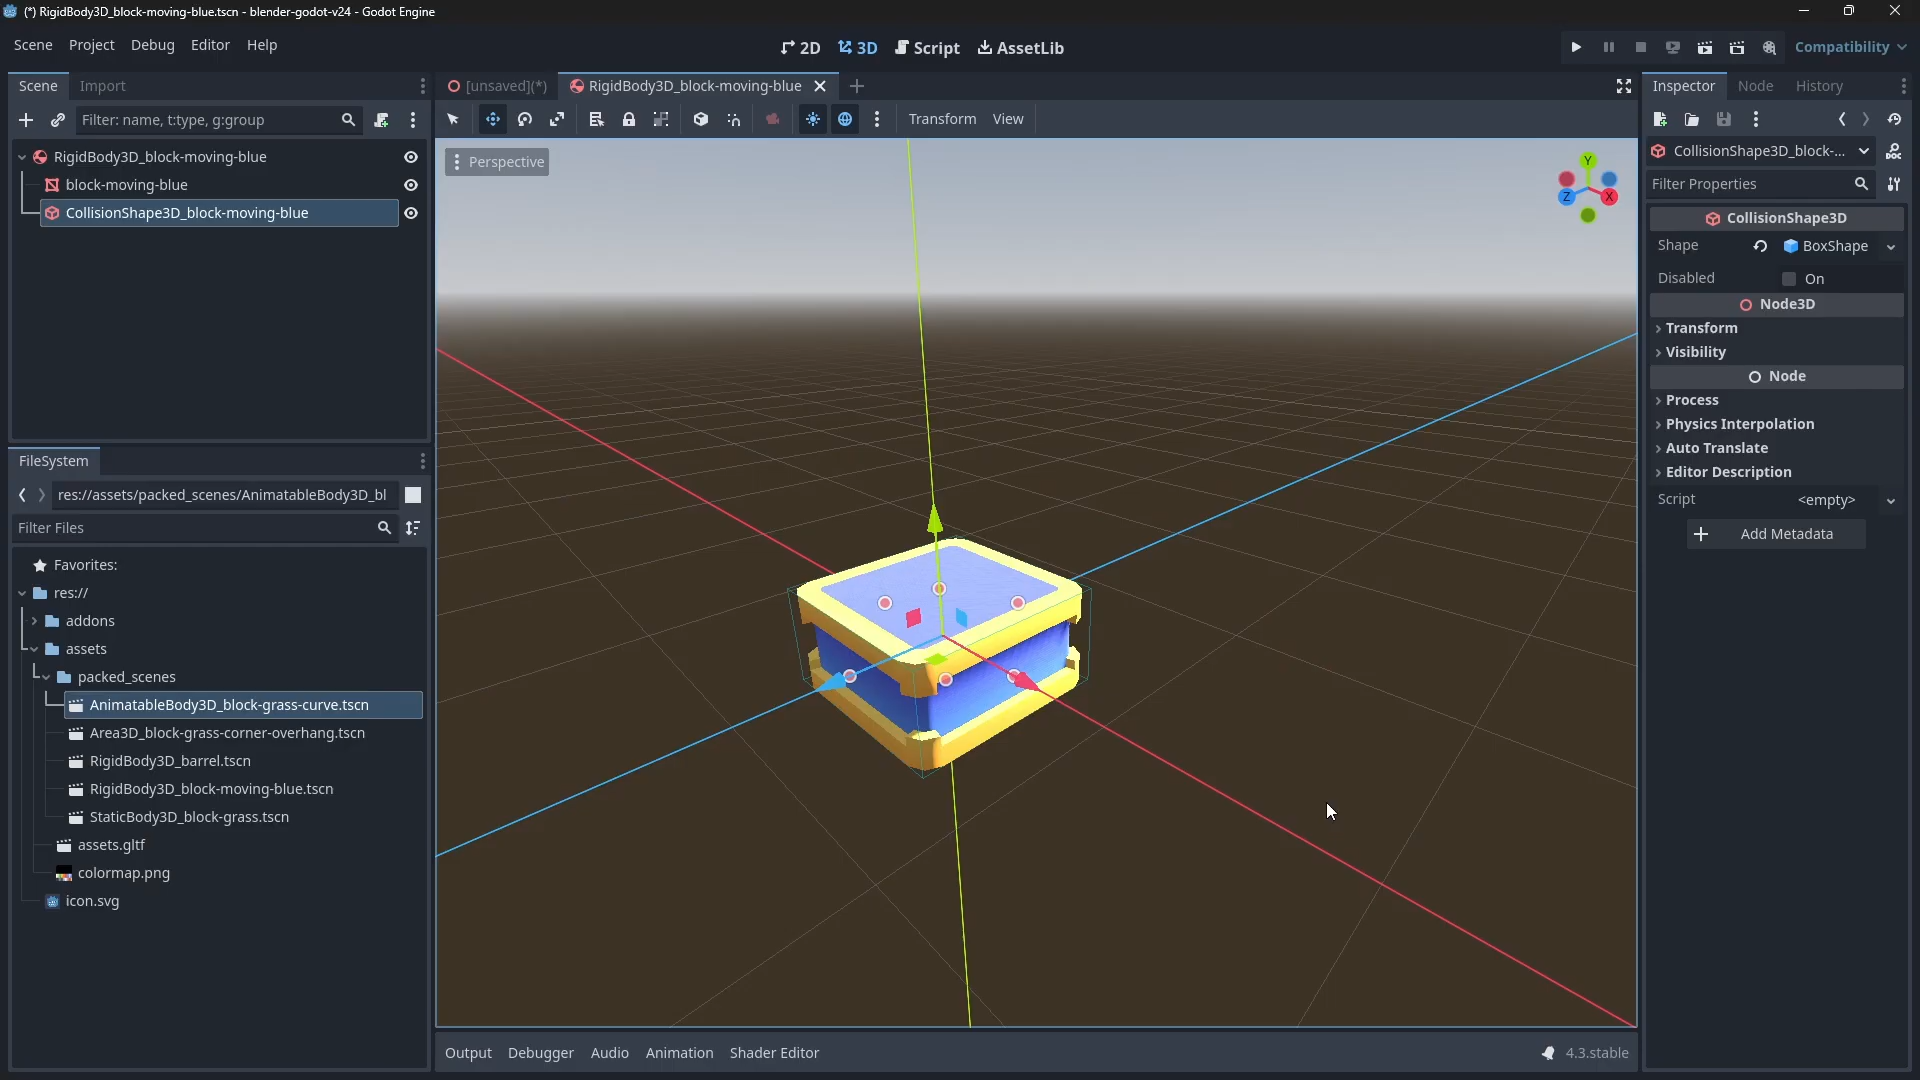 (*) RigidBody3D_block-moving-blue.tscn - blender-godot-v24 - Godot Engine
Scene Project Debug Editor Help
2D 3D Script AssetLib
Compatibility
Scene Import
Filter: name, t:type, g:group
RigidBody3D_block-moving-blue
block-moving-blue
CollisionShape3D_block-moving-blue
FileSystem
res://assets/packed_scenes/AnimatableBody3D_bl
Filter Files
Favorites:
res://
addons
assets
packed_scenes
AnimatableBody3D_block-grass-curve.tscn
Area3D_block-grass-corner-overhang.tscn
RigidBody3D_barrel.tscn
RigidBody3D_block-moving-blue.tscn
StaticBody3D_block-grass.tscn
assets.gltf
colormap.png
icon.svg
[unsaved](*) RigidBody3D_block-moving-blue
Transform View
Perspective
Y
Z X
Output Debugger Audio Animation Shader Editor
4.3.stable
Inspector Node History
CollisionShape3D_block-...
DOC
Filter Properties
CollisionShape3D
Shape BoxShape
Disabled On
Node3D
Transform
Visibility
Node
Process
Physics Interpolation
Auto Translate
Editor Description
Script <empty>
Add Metadata